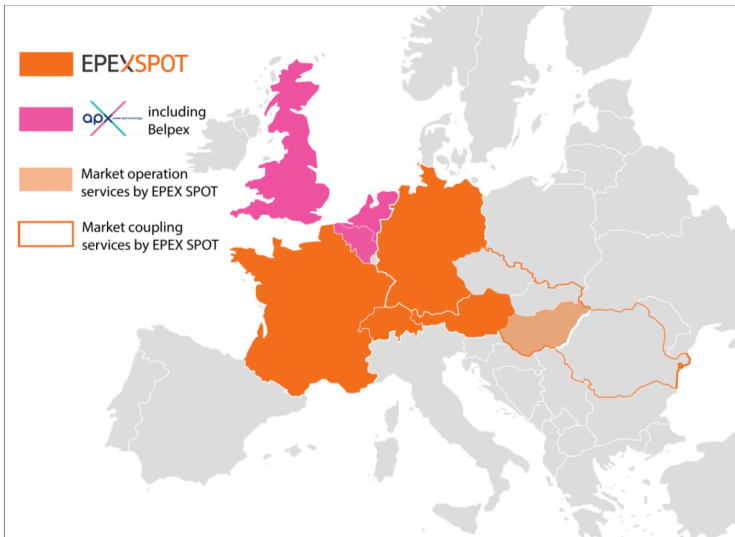 EPEXSPOT
apx
including
Belpex
Market operation
services by EPEX SPOT
Market coupling
services by EPEX SPOT